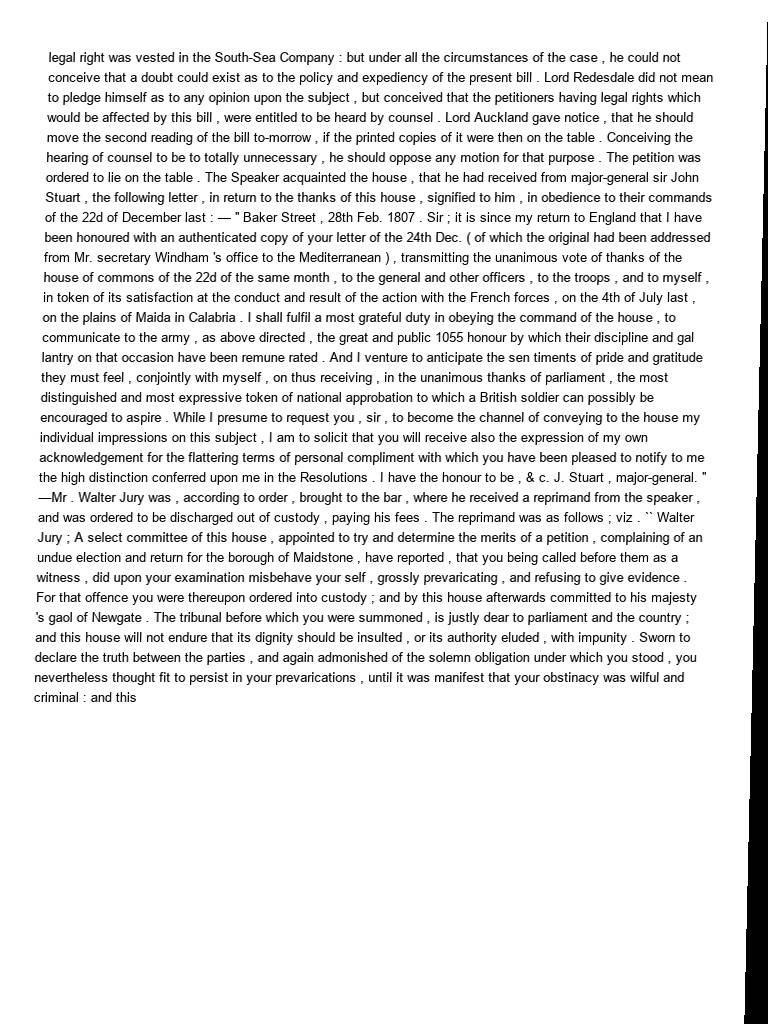 legal right was vested in the South-Sea Company : but under all the circumstances of the case , he could not
conceive that a doubt could exist as to the policy and expediency of the present bill . Lord Redesdale did not mean
to pledge himself as to any opinion upon the subject , but conceived that the petitioners having legal rights which
would be affected by this bill , were entitled to be heard by counsel . Lord Auckland gave notice , that he should
move the second reading of the bill to-morrow , if the printed copies of it were then on the table . Conceiving the
hearing of counsel to be to totally unnecessary , he should oppose any motion for that purpose . The petition was
ordered to lie on the table . The Speaker acquainted the house , that he had received from major-general sir John
Stuart , the following letter , in return to the thanks of this house , signified to him , in obedience to their commands
of the 22d of December last : — " Baker Street , 28th Feb. 1807 . Sir ; it is since my return to England that I have
been honoured with an authenticated copy of your letter of the 24th Dec. ( of which the original had been addressed
from Mr. secretary Windham 's office to the Mediterranean ) , transmitting the unanimous vote of thanks of the
house of commons of the 22d of the same month , to the general and other officers , to the troops , and to myself ,
in token of its satisfaction at the conduct and result of the action with the French forces , on the 4th of July last ,
on the plains of Maida in Calabria . I shall fulfil a most grateful duty in obeying the command of the house , to
communicate to the army , as above directed , the great and public 1055 honour by which their discipline and gal
lantry on that occasion have been remune rated . And I venture to anticipate the sen timents of pride and gratitude
they must feel , conjointly with myself , on thus receiving , in the unanimous thanks of parliament , the most
distinguished and most expressive token of national approbation to which a British soldier can possibly be
encouraged to aspire . While I presume to request you , sir , to become the channel of conveying to the house my
individual impressions on this subject , I am to solicit that you will receive also the expression of my own
acknowledgement for the flattering terms of personal compliment with which you have been pleased to notify to me
the high distinction conferred upon me in the Resolutions . I have the honour to be , & c. J. Stuart , major-general. "
—Mr . Walter Jury was , according to order , brought to the bar , where he received a reprimand from the speaker ,
and was ordered to be discharged out of custody , paying his fees . The reprimand was as follows ; viz . `` Walter
Jury ; A select committee of this house , appointed to try and determine the merits of a petition , complaining of an
undue election and return for the borough of Maidstone , have reported , that you being called before them as a
witness , did upon your examination misbehave your self , grossly prevaricating , and refusing to give evidence .
For that offence you were thereupon ordered into custody ; and by this house afterwards committed to his majesty
's gaol of Newgate . The tribunal before which you were summoned , is justly dear to parliament and the country ;
and this house will not endure that its dignity should be insulted , or its authority eluded , with impunity . Sworn to
declare the truth between the parties , and again admonished of the solemn obligation under which you stood , you
nevertheless thought fit to persist in your prevarications , until it was manifest that your obstinacy was wilful and
criminal : and this